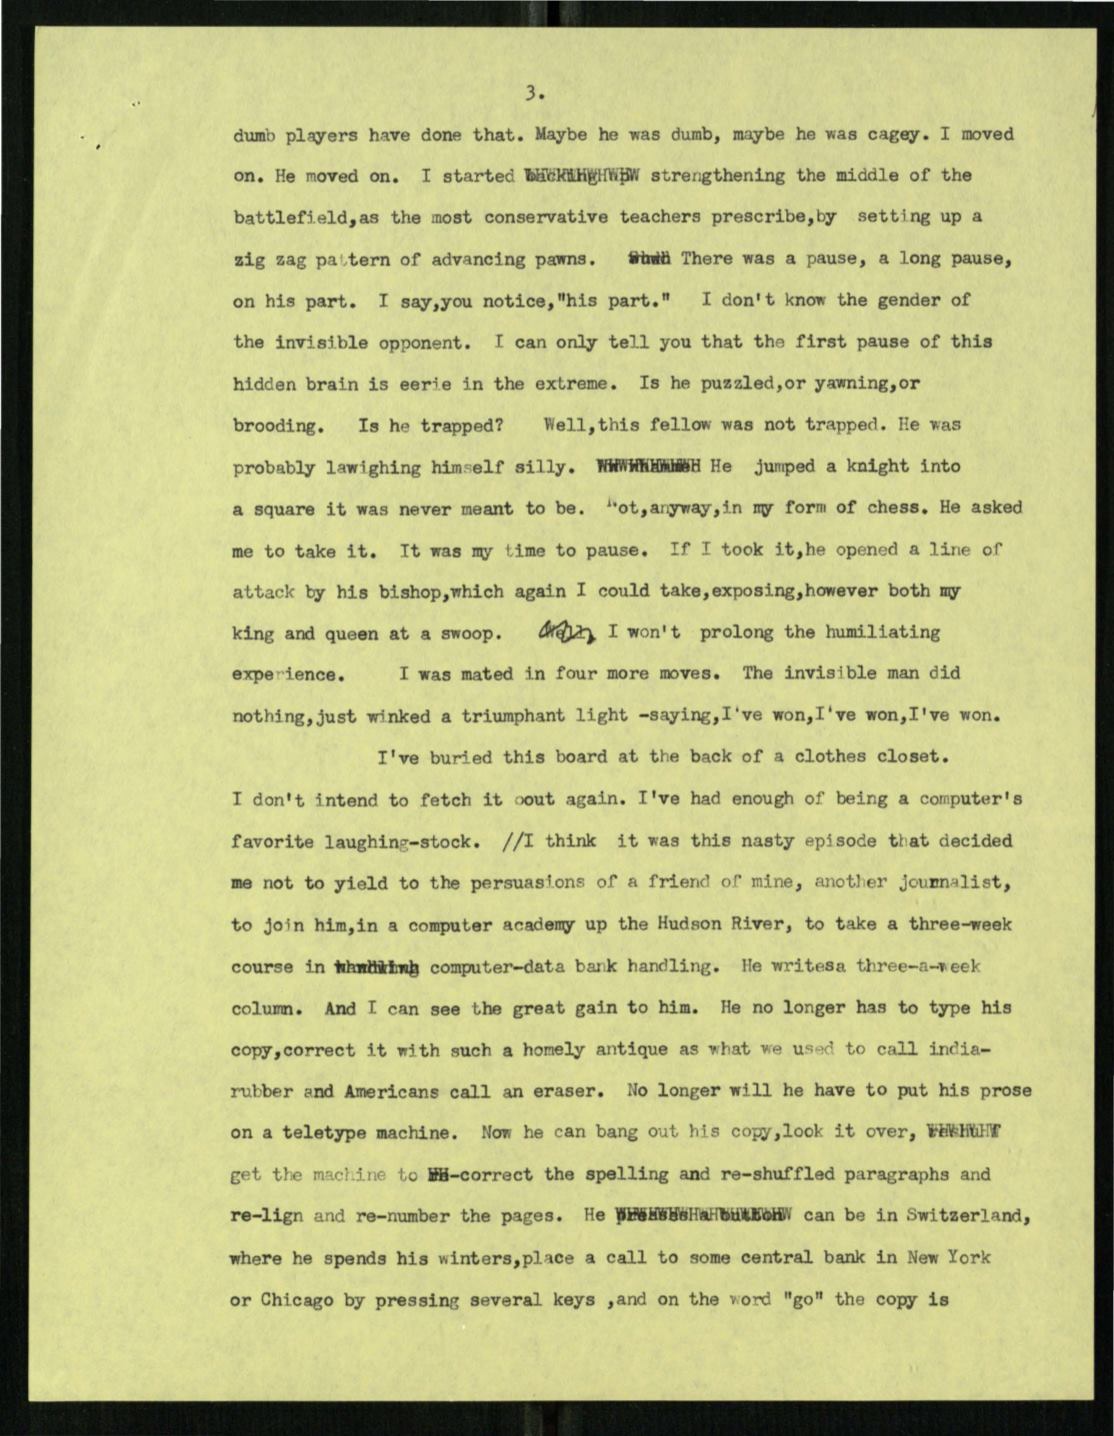 3.
dumb players have done that. Maybe he was dumb, maybe he was cagey. I moved
on. He moved on. I started strengthening the middle of the
battlefield,as the most conservative teachers prescribe,by setting up a
zig zag pattern of advancing pawns. There was a pause, a long pause,
on his part. I say,you notice,"his part." I don't know the gender of
the invisible opponent. I can only tell you that the first pause of this
hidden brain is eerie in the extreme. Is he puzzled,or yawning,or
brooding. Is he trapped? Well,this fellow was not trapped. He was
probably lawighing himself silly. He jumped a knight into
a square it was never meant to be. Not,anyway,in my form of chess. He asked
me to take it. It was my time to pause. If I took it,he opened a line of
attack by his bishop,which again I could take,exposing,however both my
king and queen at a swoop. I won't prolong the humiliating
experience. I was mated in four more moves. The invisible man did
nothing,just winked a triumphant light -saying,I've won,I've won,I've won.
I've buried this board at the back of a clothes closet.
I don't intend to fetch it oout again. I've had enough of being a computer's
favorite laughing-stock. //I think it was this nasty episode that decided
me not to yield to the persuasions of a friend of mine, another journalist,
to join him,in a computer academy up the Hudson River, to take a three-week
course in computer-data bank handling. He writesa three-a-week
column. And I can see the great gain to him. He no longer has to type his
copy,correct it with such a homely antique as what we used to call india-
rubber and Americans call an eraser. No longer will he have to put his prose
on a teletype machine. Now he can bang out his copy,look it over,
get the machine to -correct the spelling and re-shuffled paragraphs and
re-lign and re-number the pages. He can be in Switzerland,
where he spends his winters,place a call to some central bank in New York
or Chicago by pressing several keys ,and on the word "go" the copy is